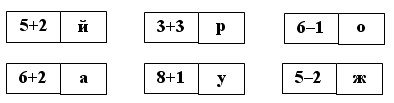 5+2 й 3+3 р 6–1 о
6+2 а 8+1 у 5–2 ж